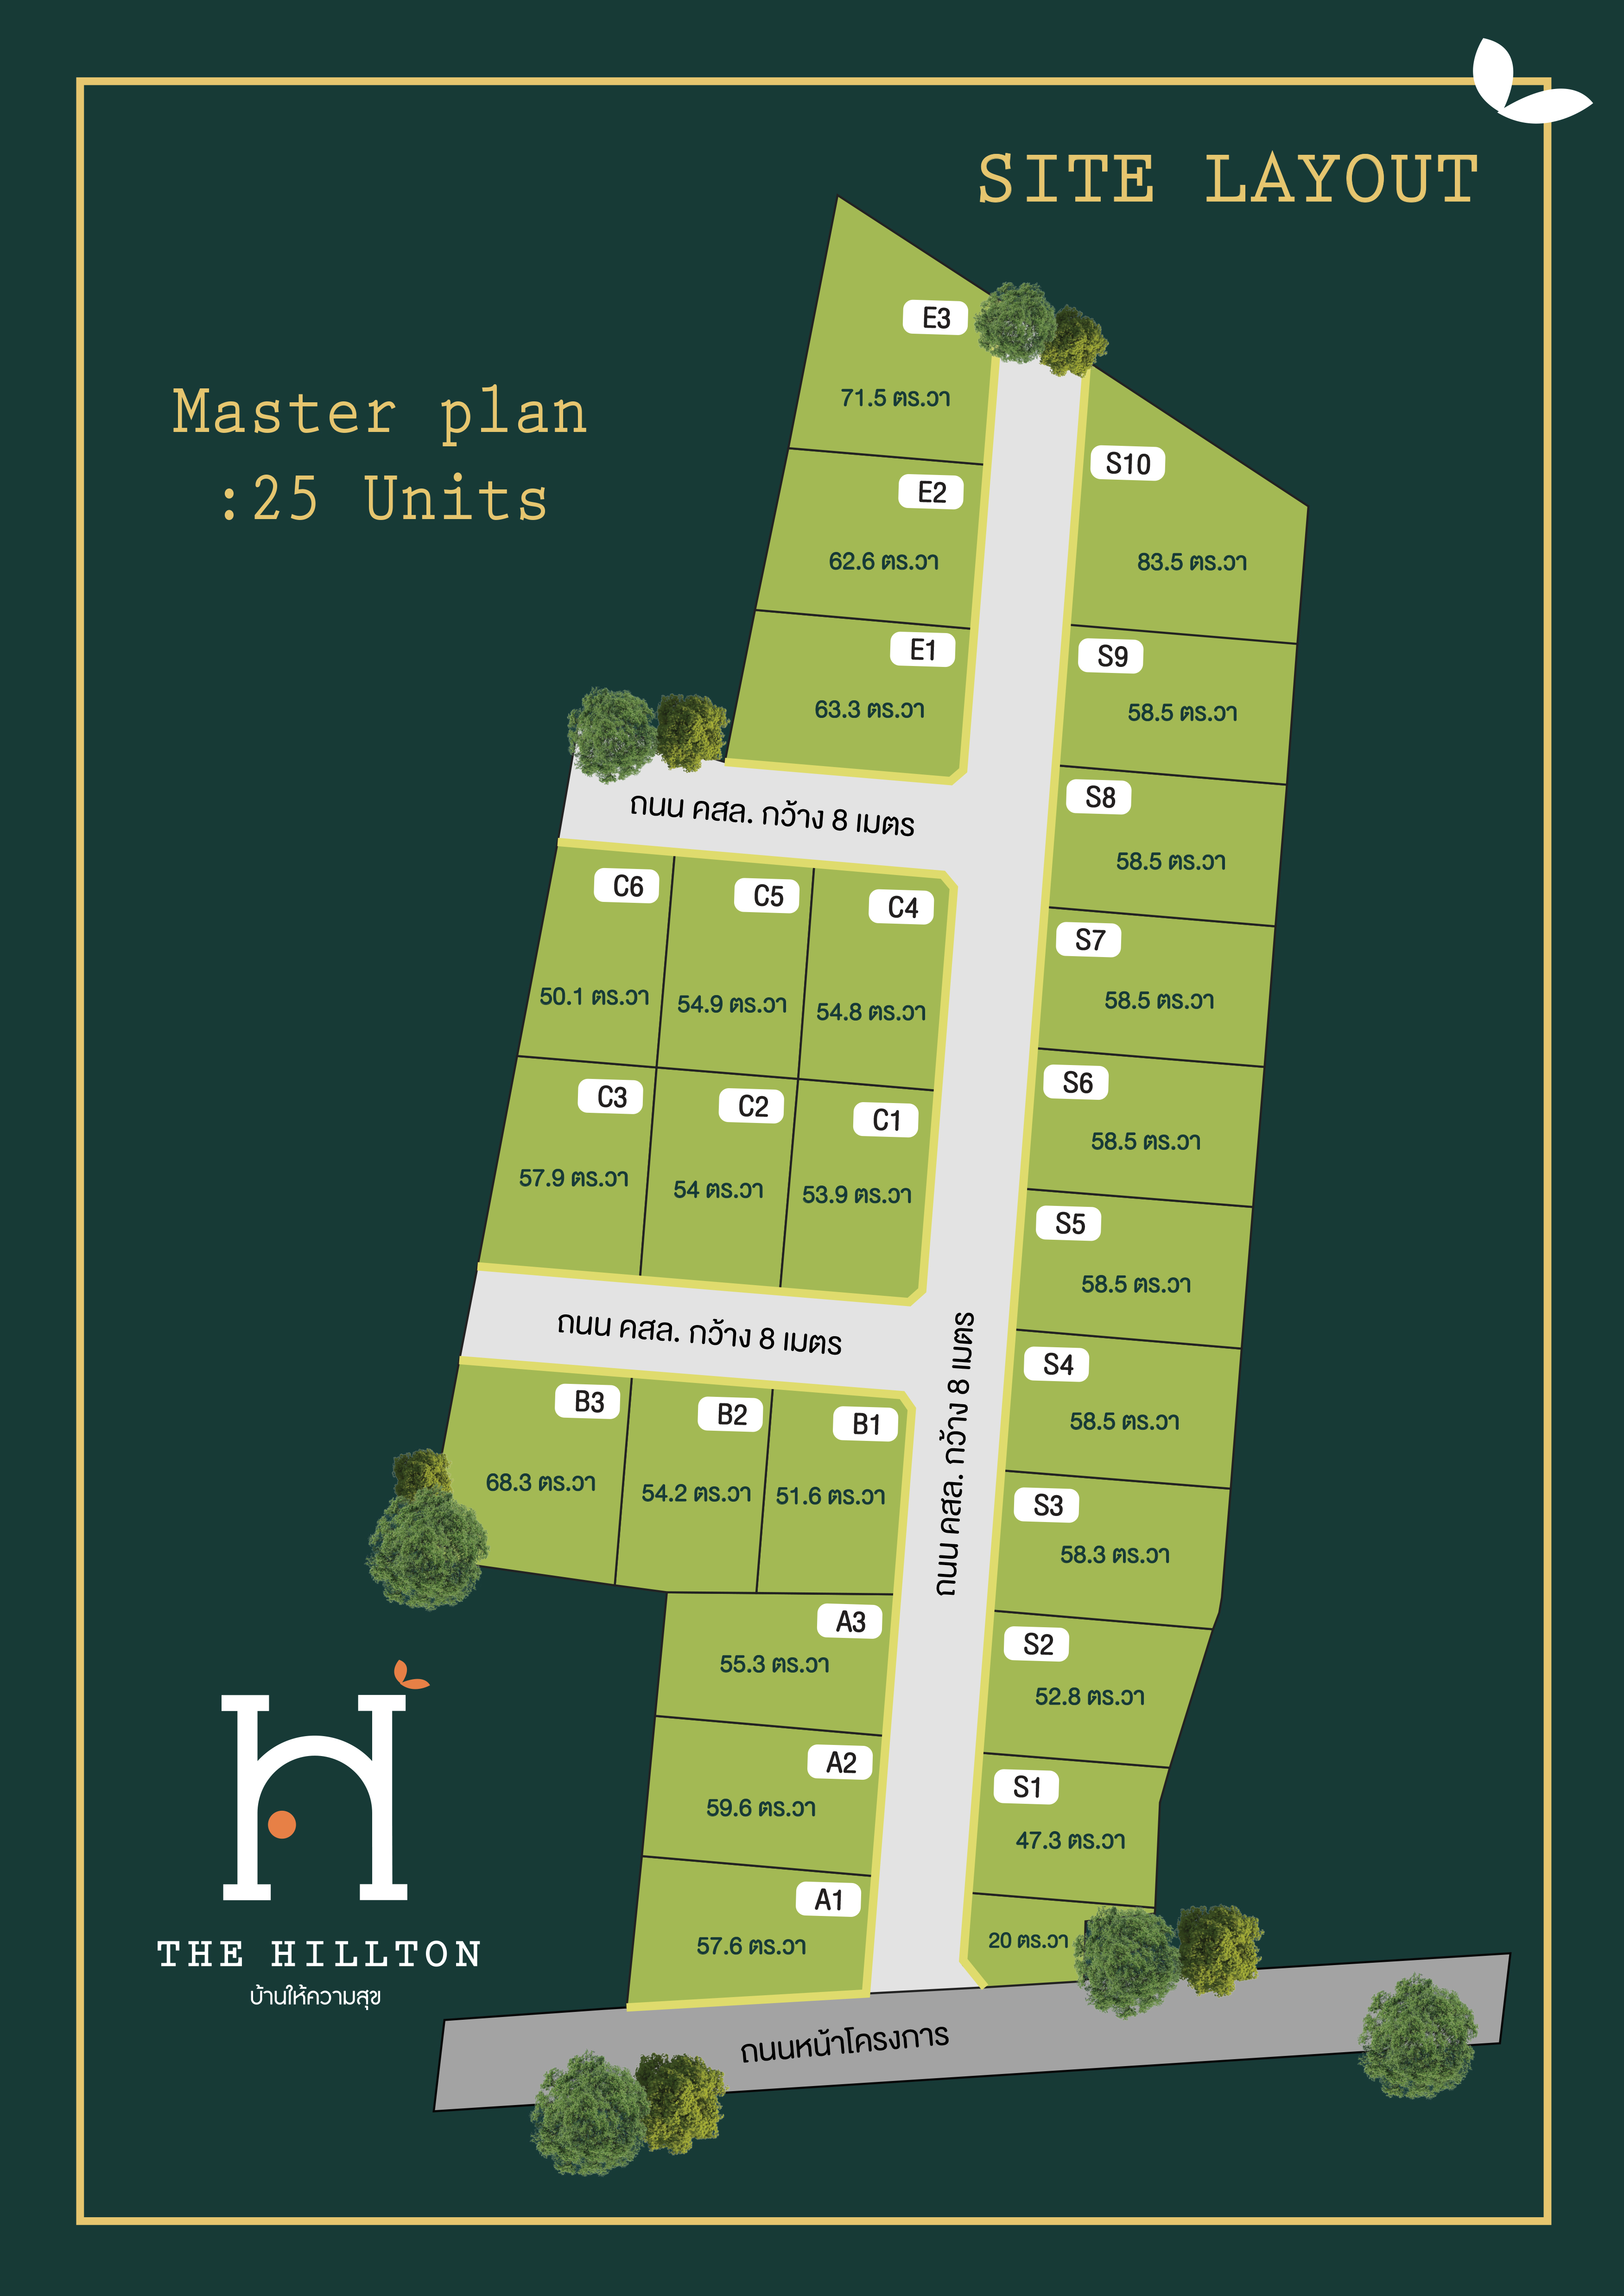 SITE LAYOUT
Master plan
:25 Units
E3
71.5 ตร.วา
E2
62.6 ตร.วา
E1
63.3 ตร.วา
S10
83.5 ตร.วา
S9
58.5 ตร.วา
S8
58.5 ตร.วา
S7
58.5 ตร.วา
S6
58.5 ตร.วา
S5
58.5 ตร.วา
S4
58.5 ตร.วา
S3
58.3 ตร.วา
S2
52.8 ตร.วา
S1
47.3 ตร.วา
20 ตร.วา
ถนน คสล. กว้าง 8 เมตร
C6
C5
C4
50.1 ตร.วา
54.9 ตร.วา
54.8 ตร.วา
C3
C2
C1
57.9 ตร.วา
54 ตร.วา
53.9 ตร.วา
ถนน คสล. กว้าง 8 เมตร
ถนน คสล. กว้าง 8 เมตร
B3
B2
B1
68.3 ตร.วา
54.2 ตร.วา
51.6 ตร.วา
A3
55.3 ตร.วา
A2
59.6 ตร.วา
A1
57.6 ตร.วา
THE HILLTON
บ้านให้ความสุข
ถนนหน้าโครงการ